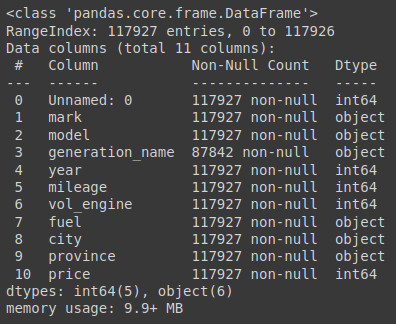 <class 'pandas.core.frame.DataFrame'>
RangeIndex: 117927 entries, 0 to 117926
Data columns (total 11 columns):
 #   Column           Non-Null Count   Dtype
---  ------           --------------   -----
 0   Unnamed: 0       117927 non-null  int64
 1   mark             117927 non-null  object
 2   model            117927 non-null  object
 3   generation_name  87842 non-null   object
 4   year             117927 non-null  int64
 5   mileage          117927 non-null  int64
 6   vol_engine       117927 non-null  int64
 7   fuel             117927 non-null  object
 8   city             117927 non-null  object
 9   province         117927 non-null  object
 10  price            117927 non-null  int64
dtypes: int64(5), object(6)
memory usage: 9.9+ MB